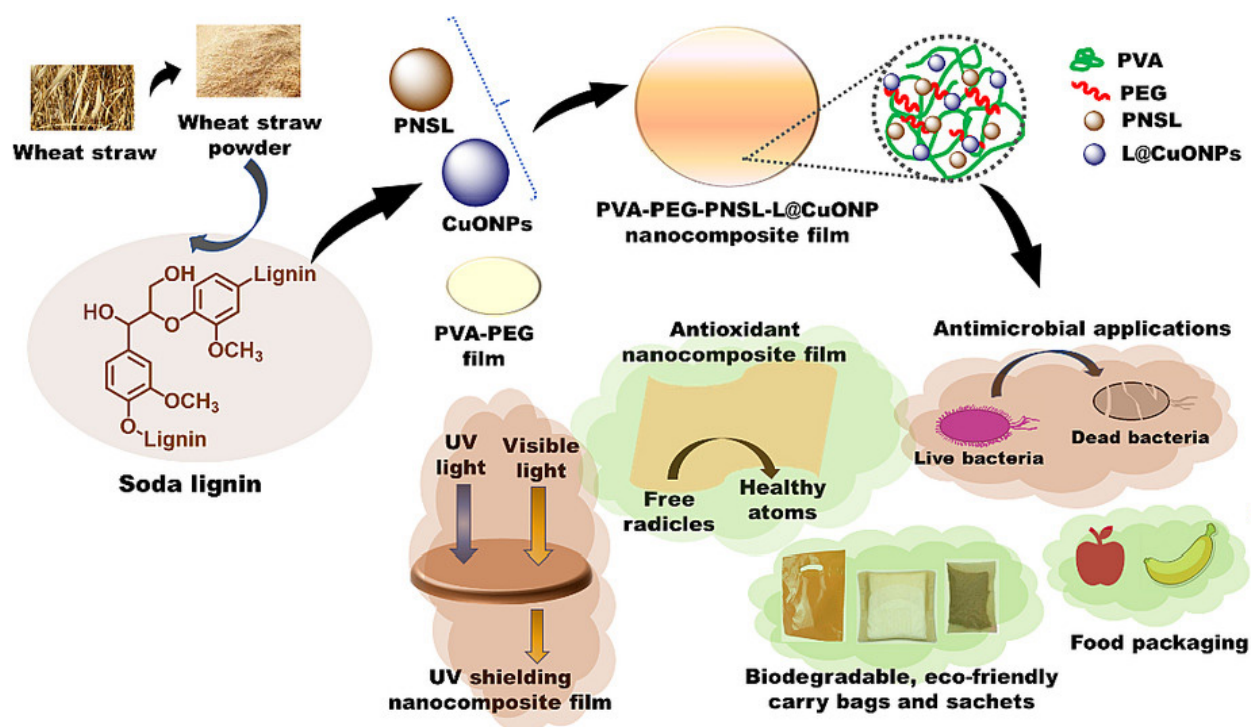 Wheat straw
Wheat straw
powder
PNSL
CuONPs
PVA-PEG
film
PVA-PEG-PNSL-L@CuONP
nanocomposite film
PVA
PEG
PNSL
L@CuONPs
Lignin
OH
HO
O
OCH3
OCH3
O
Lignin
Soda lignin
UV
light
Visible
light
UV shielding
nanocomposite film
Antioxidant
nanocomposite film
Free
radicles
Healthy
atoms
Antimicrobial applications
Live bacteria
Dead bacteria
Biodegradable, eco-friendly
carry bags and sachets
Food packaging